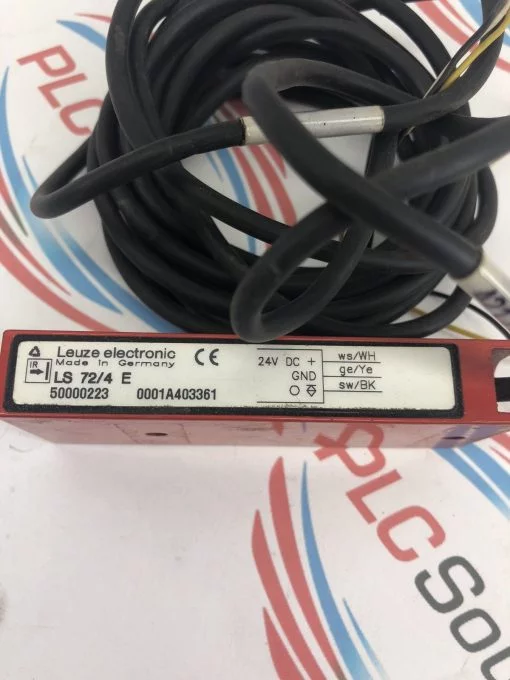 PLC
Leuze electronic CE
Made in Germany
IR
LS 72/4 E
50000223 0001A403361
24V DC + ws/WH
GND ge/Ye
sw/BK
PLC Sou